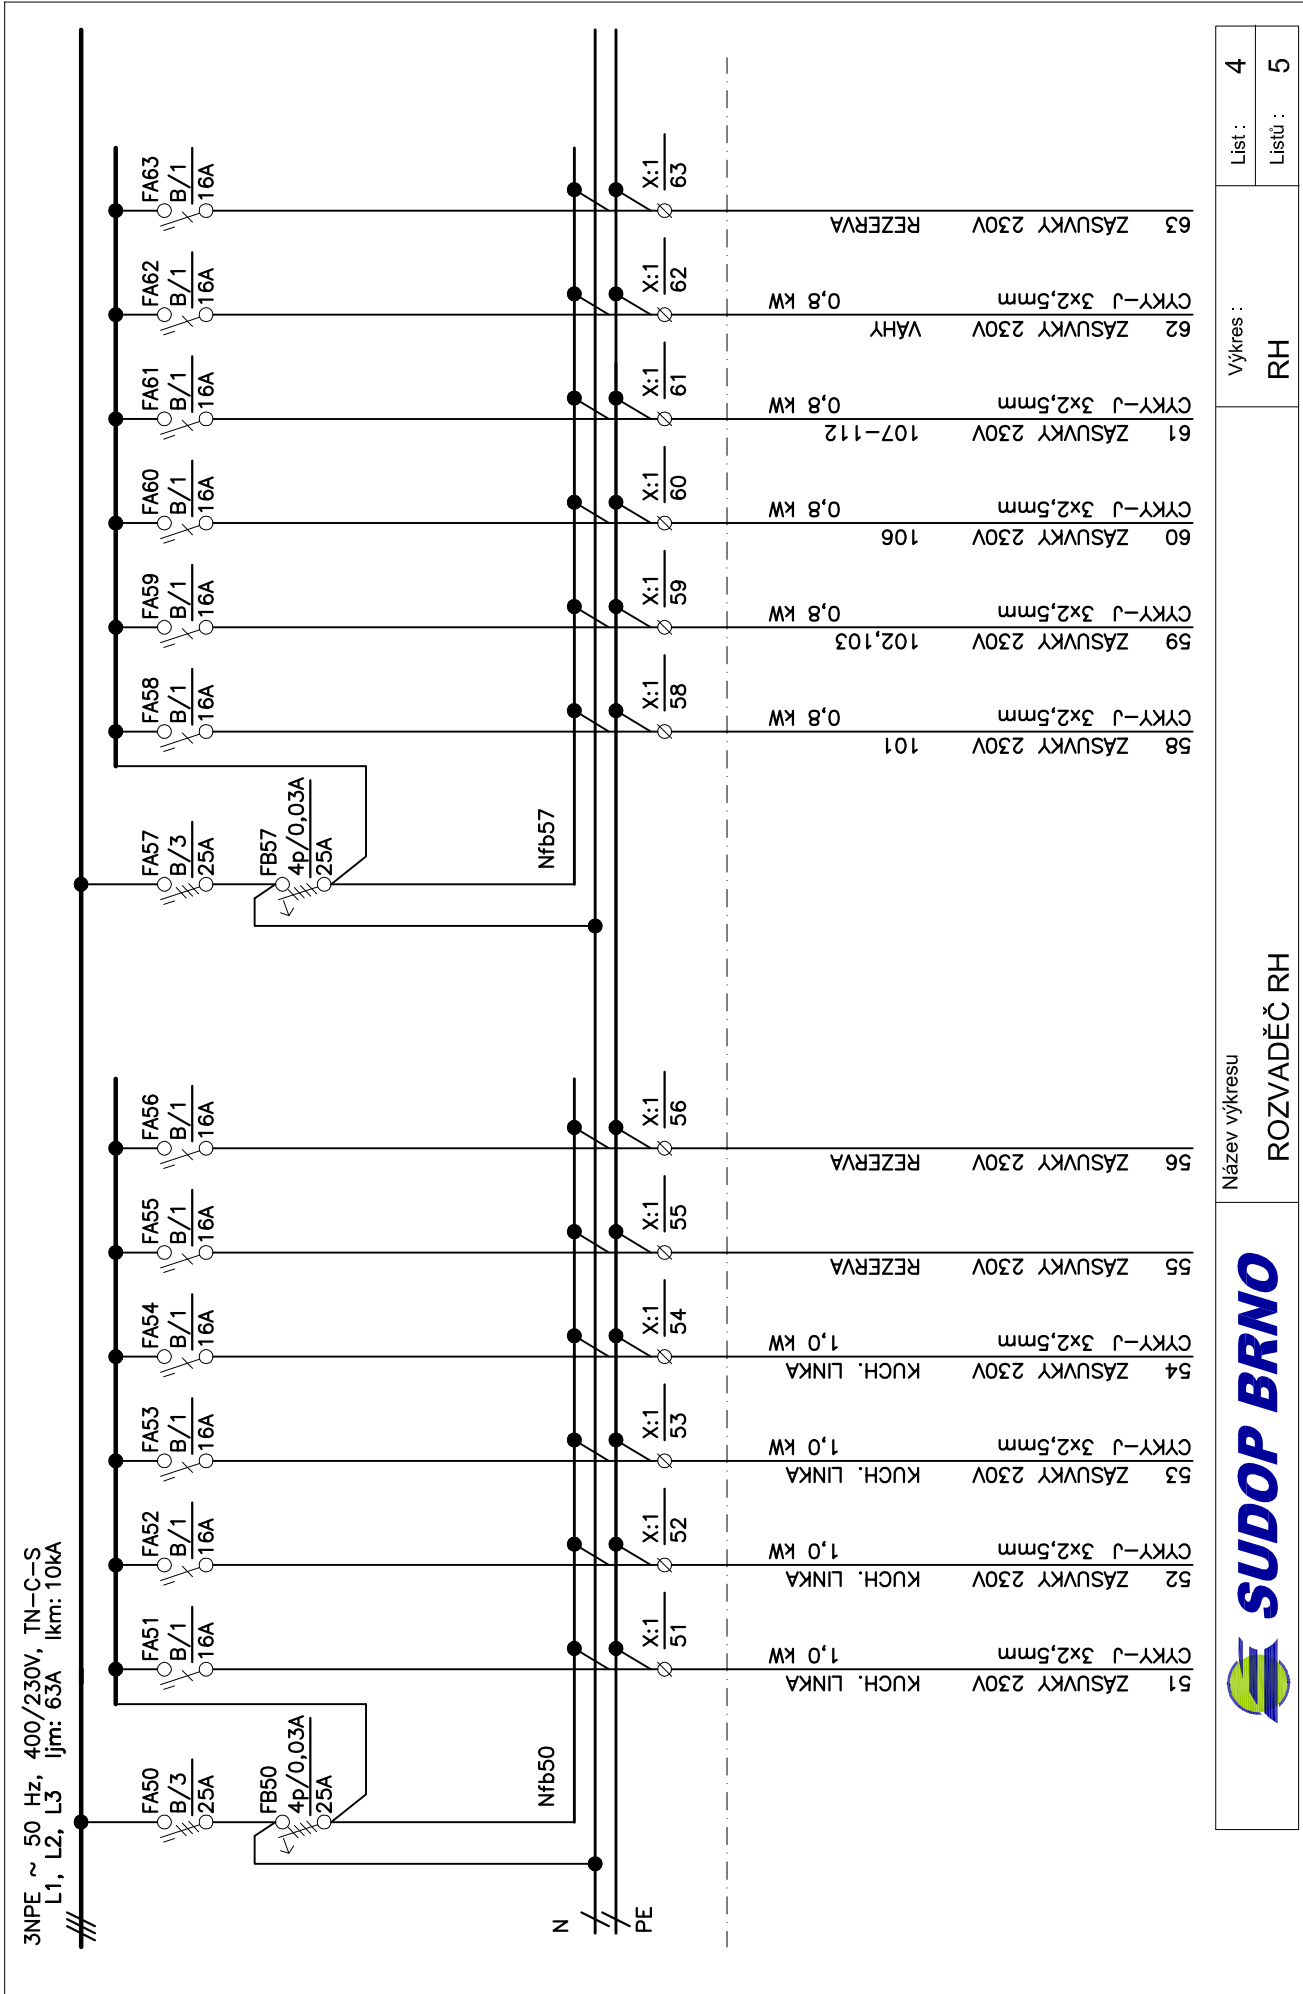 3NPE ~ 50 Hz, 400/230V, TN-C-S
L1, L2, L3 Ijm: 63A Ikm: 10kA
FA50
B/3
25A
FB50
4p/0,03A
25A
Nfb50
FA51
B/1
16A
FA52
B/1
16A
FA53
B/1
16A
FA54
B/1
16A
FA55
B/1
16A
FA56
B/1
16A
FA57
B/3
25A
FB57
4p/0,03A
25A
Nfb57
FA58
B/1
16A
FA59
B/1
16A
FA60
B/1
16A
FA61
B/1
16A
FA62
B/1
16A
FA63
B/1
16A
N
PE
X:1
51
X:1
52
X:1
53
X:1
54
X:1
55
X:1
56
X:1
58
X:1
59
X:1
60
X:1
61
X:1
62
X:1
63
51 ZÁSUVKY 230V KUCH. LINKA
CYKY-J 3x2,5mm 1,0 kW
52 ZÁSUVKY 230V KUCH. LINKA
CYKY-J 3x2,5mm 1,0 kW
53 ZÁSUVKY 230V KUCH. LINKA
CYKY-J 3x2,5mm 1,0 kW
54 ZÁSUVKY 230V KUCH. LINKA
CYKY-J 3x2,5mm 1,0 kW
55 ZÁSUVKY 230V REZERVA
56 ZÁSUVKY 230V REZERVA
58 ZÁSUVKY 230V 101
CYKY-J 3x2,5mm 0,8 kW
59 ZÁSUVKY 230V 102,103
CYKY-J 3x2,5mm 0,8 kW
60 ZÁSUVKY 230V 106
CYKY-J 3x2,5mm 0,8 kW
61 ZÁSUVKY 230V 107-112
CYKY-J 3x2,5mm 0,8 kW
62 ZÁSUVKY 230V VÁHY
CYKY-J 3x2,5mm 0,8 kW
63 ZÁSUVKY 230V REZERVA
SUDOP BRNO
Název výkresu
ROZVADĚČ RH
Výkres :
RH
List : 4
Listů : 5